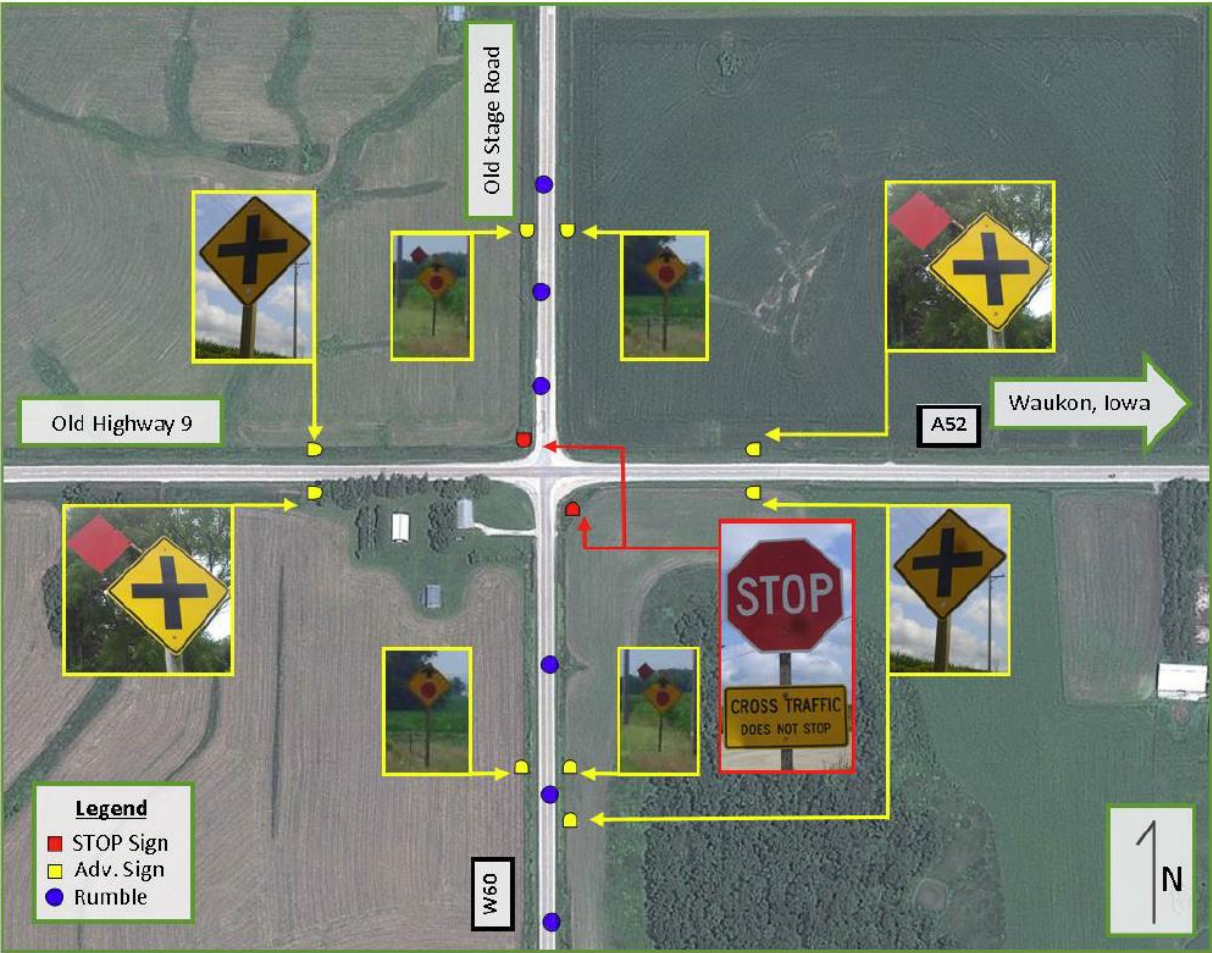 Old Stage Road
Old Highway 9
A52
Waukon, Iowa
STOP
CROSS TRAFFIC
DOES NOT STOP
Legend
STOP Sign
Adv. Sign
Rumble
W60
N